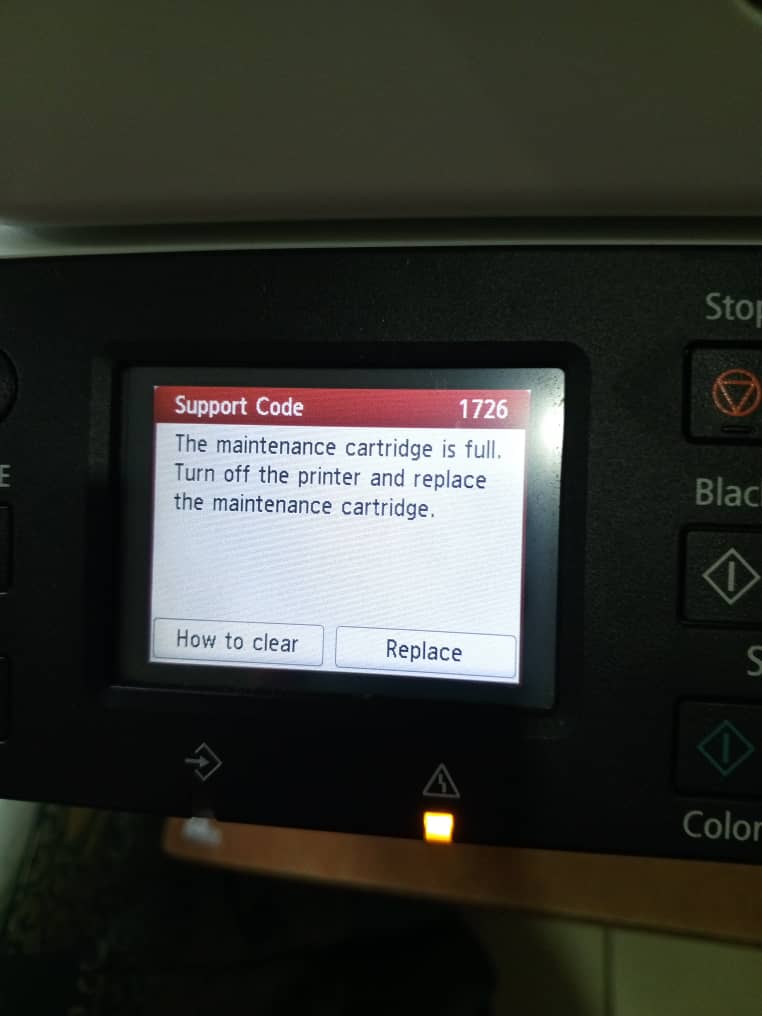 Support Code 1726
The maintenance cartridge is full.
Turn off the printer and replace
the maintenance cartridge.
How to clear Replace
Color